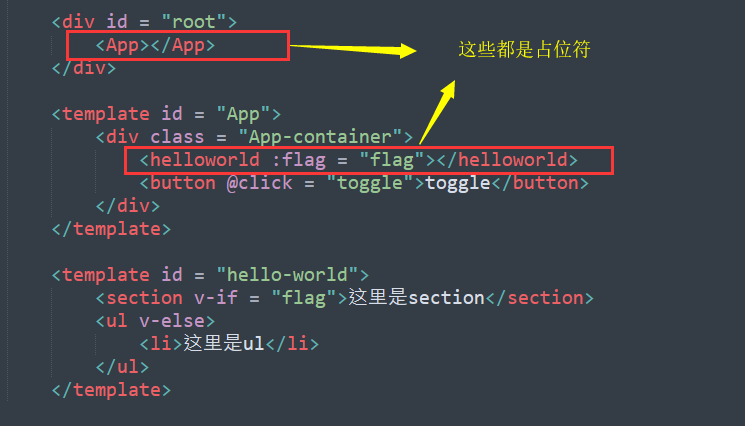 <div id = "root">
<App></App>
这些都是占位符
</div>
<template id = "App">
<div class = "App-container">
<helloworld :flag = "flag"></helloworld>
<button @click = "toggle">toggle</button>
</div>
</template>
<template id = "hello-world">
<section v-if = "flag">这里是section</section>
<ul v-else>
<li>这里是ul</li>
</ul>
</template>